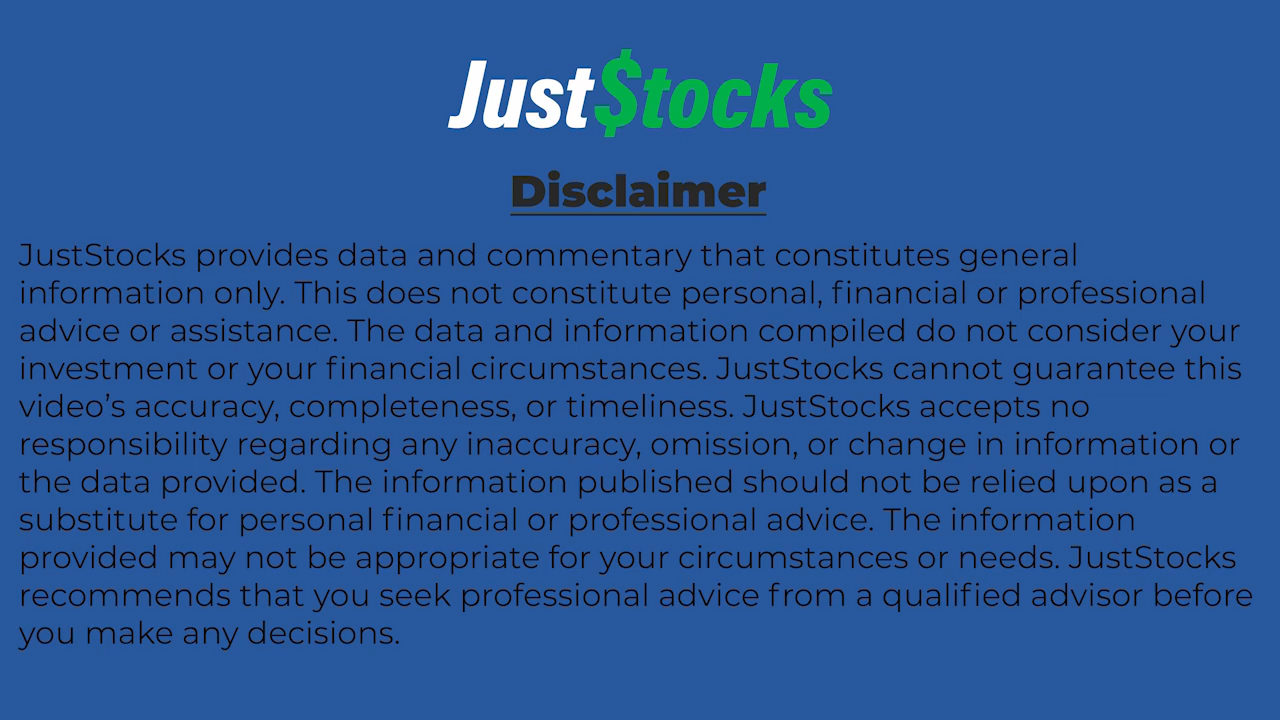 Just$tocks
Disclaimer
JustStocks provides data and commentary that constitutes general
information only. This does not constitute personal, financial or professional
advice or assistance. The data and information compiled do not consider your
investment or your financial circumstances. JustStocks cannot guarantee this
video's accuracy, completeness, or timeliness. JustStocks accepts no
responsibility regarding any inaccuracy, omission, or change in information or
the data provided. The information published should not be relied upon as a
substitute for personal financial or professional advice. The information
provided may not be appropriate for your circumstances or needs. JustStocks
recommends that you seek professional advice from a qualified advisor before
you make any decisions.